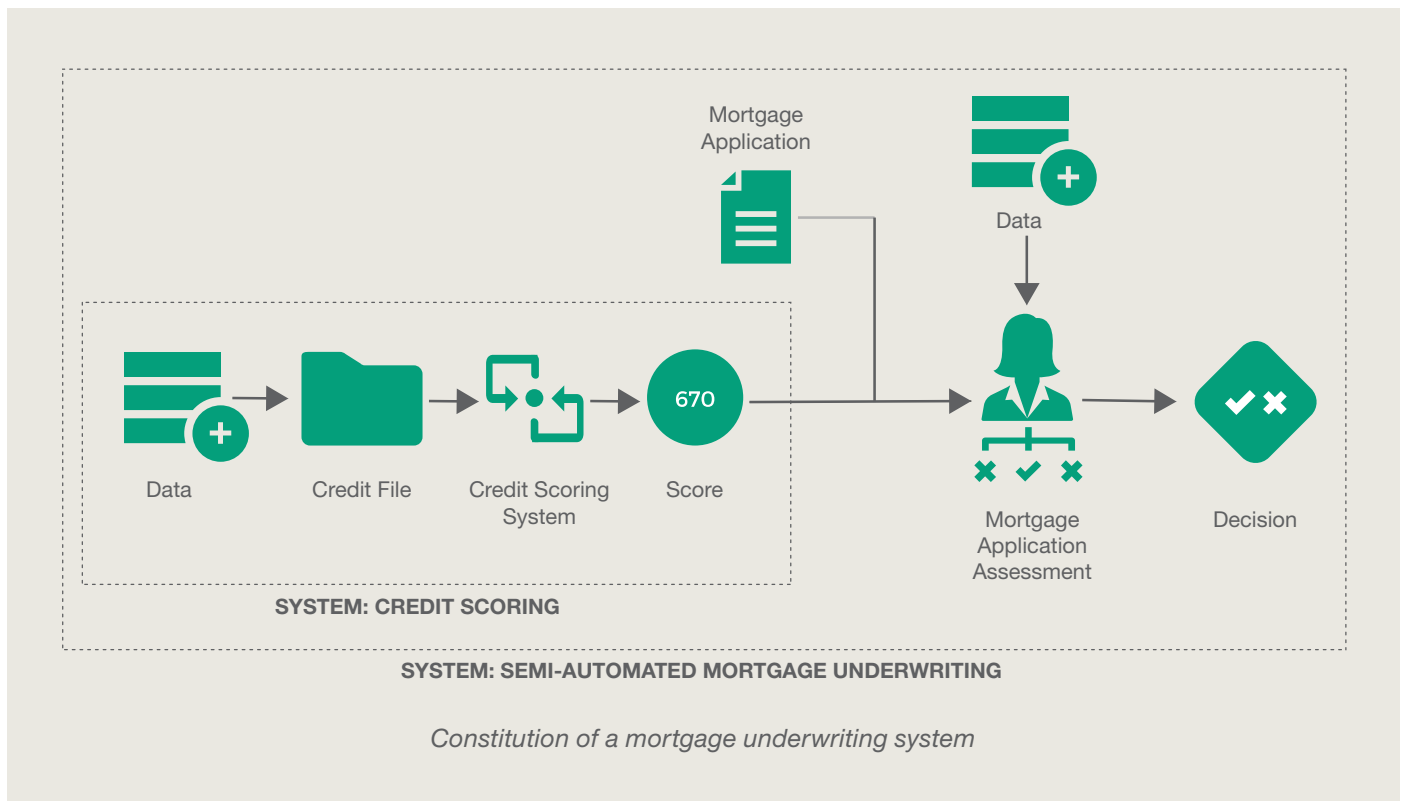 Mortgage
Application
Data
670
Data
Credit File
Credit Scoring
System
Score
Mortgage
Application
Assessment
Decision
SYSTEM: CREDIT SCORING
SYSTEM: SEMI-AUTOMATED MORTGAGE UNDERWRITING
Constitution of a mortgage underwriting system